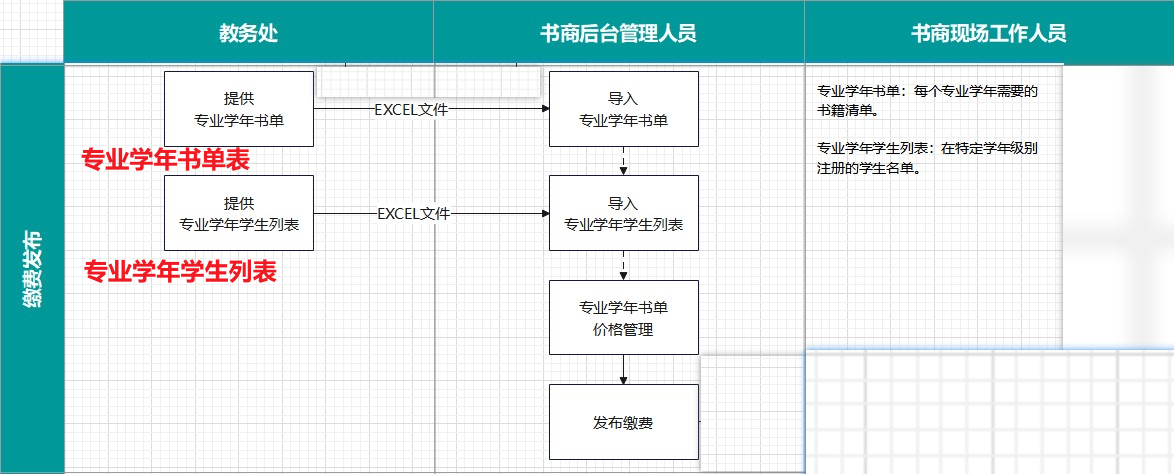 教务处
书商后台管理人员
书商现场工作人员
缴费发布
提供
专业学年书单
EXCEL文件
导入
专业学年书单
专业学年书单：每个专业学年需要的
书籍清单。
专业学年学生列表：在特定学年级别
注册的学生名单。
专业学年书单表
提供
专业学年学生列表
EXCEL文件
导入
专业学年学生列表
专业学年学生列表
专业学年书单
价格管理
发布缴费